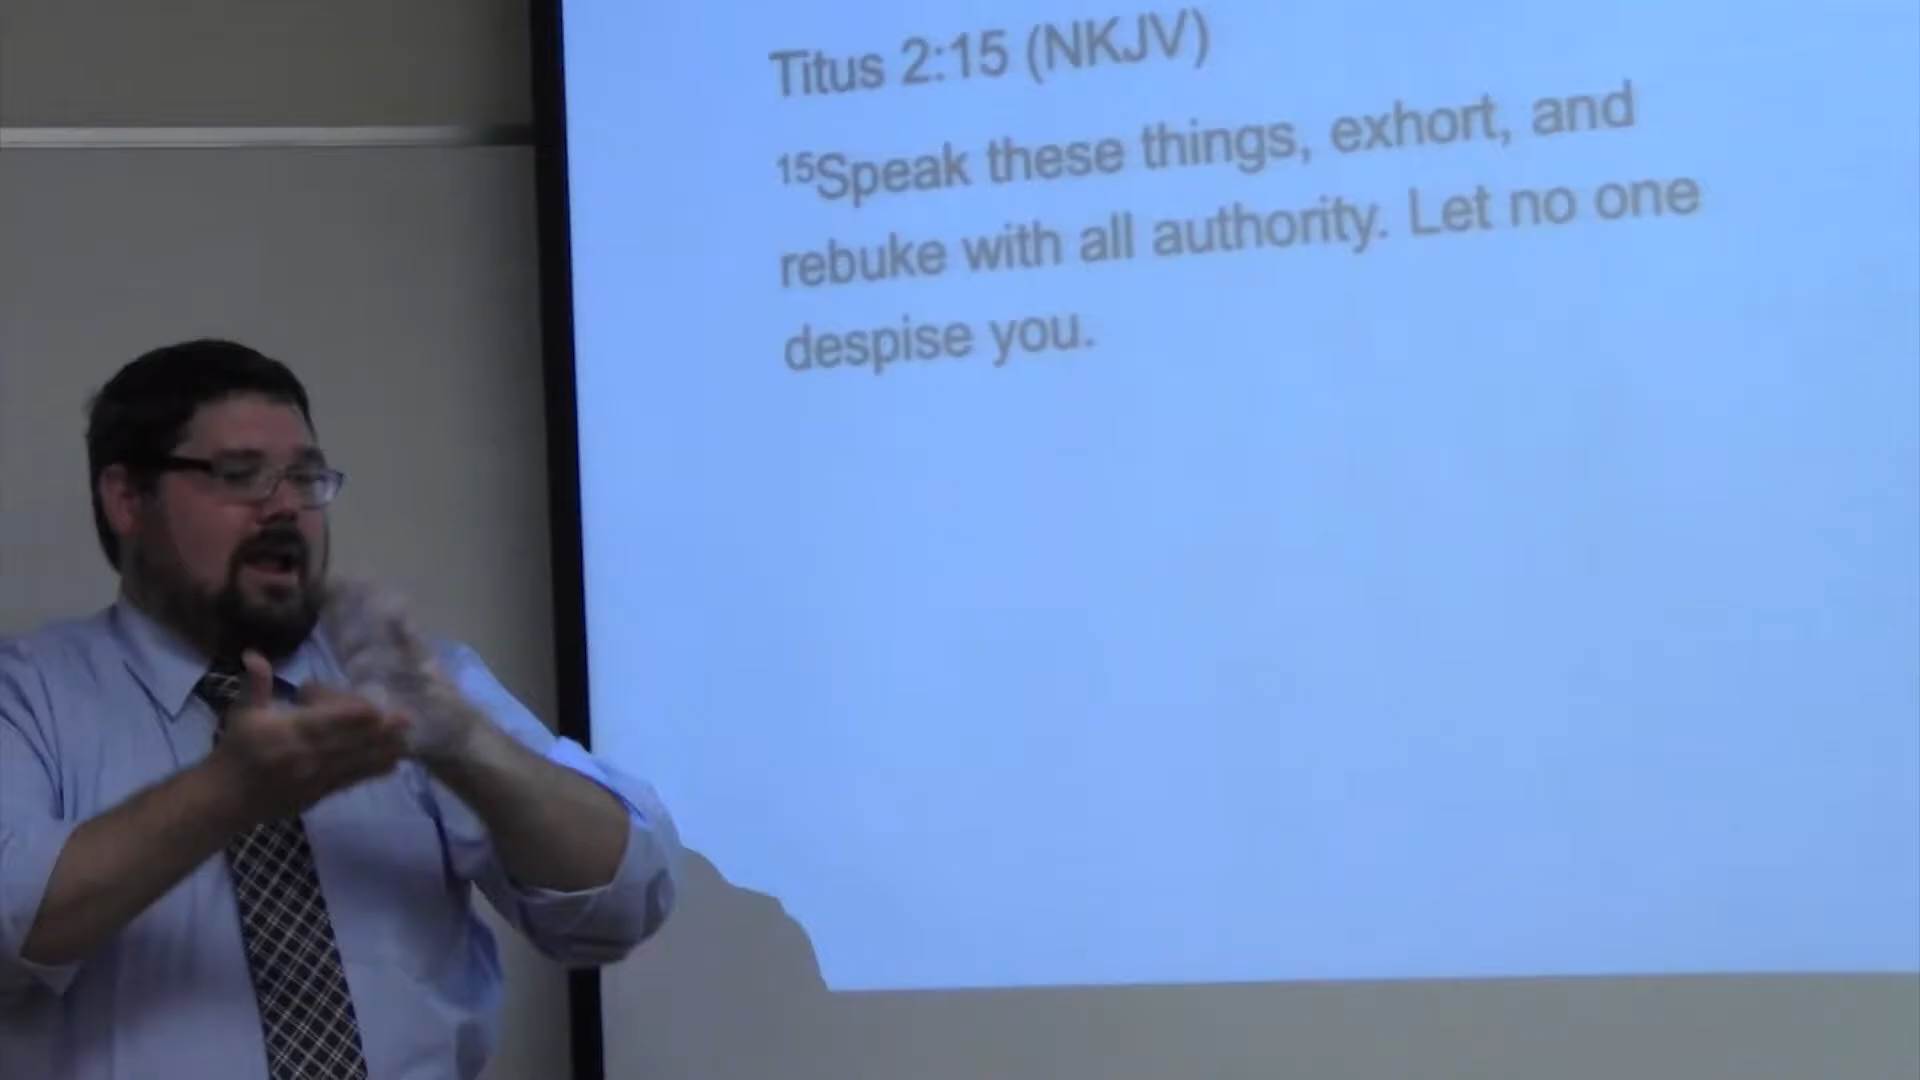 Titus 2:15 (NKJV)
15Speak these things, exhort, and
rebuke with all authority. Let no one
despise you.